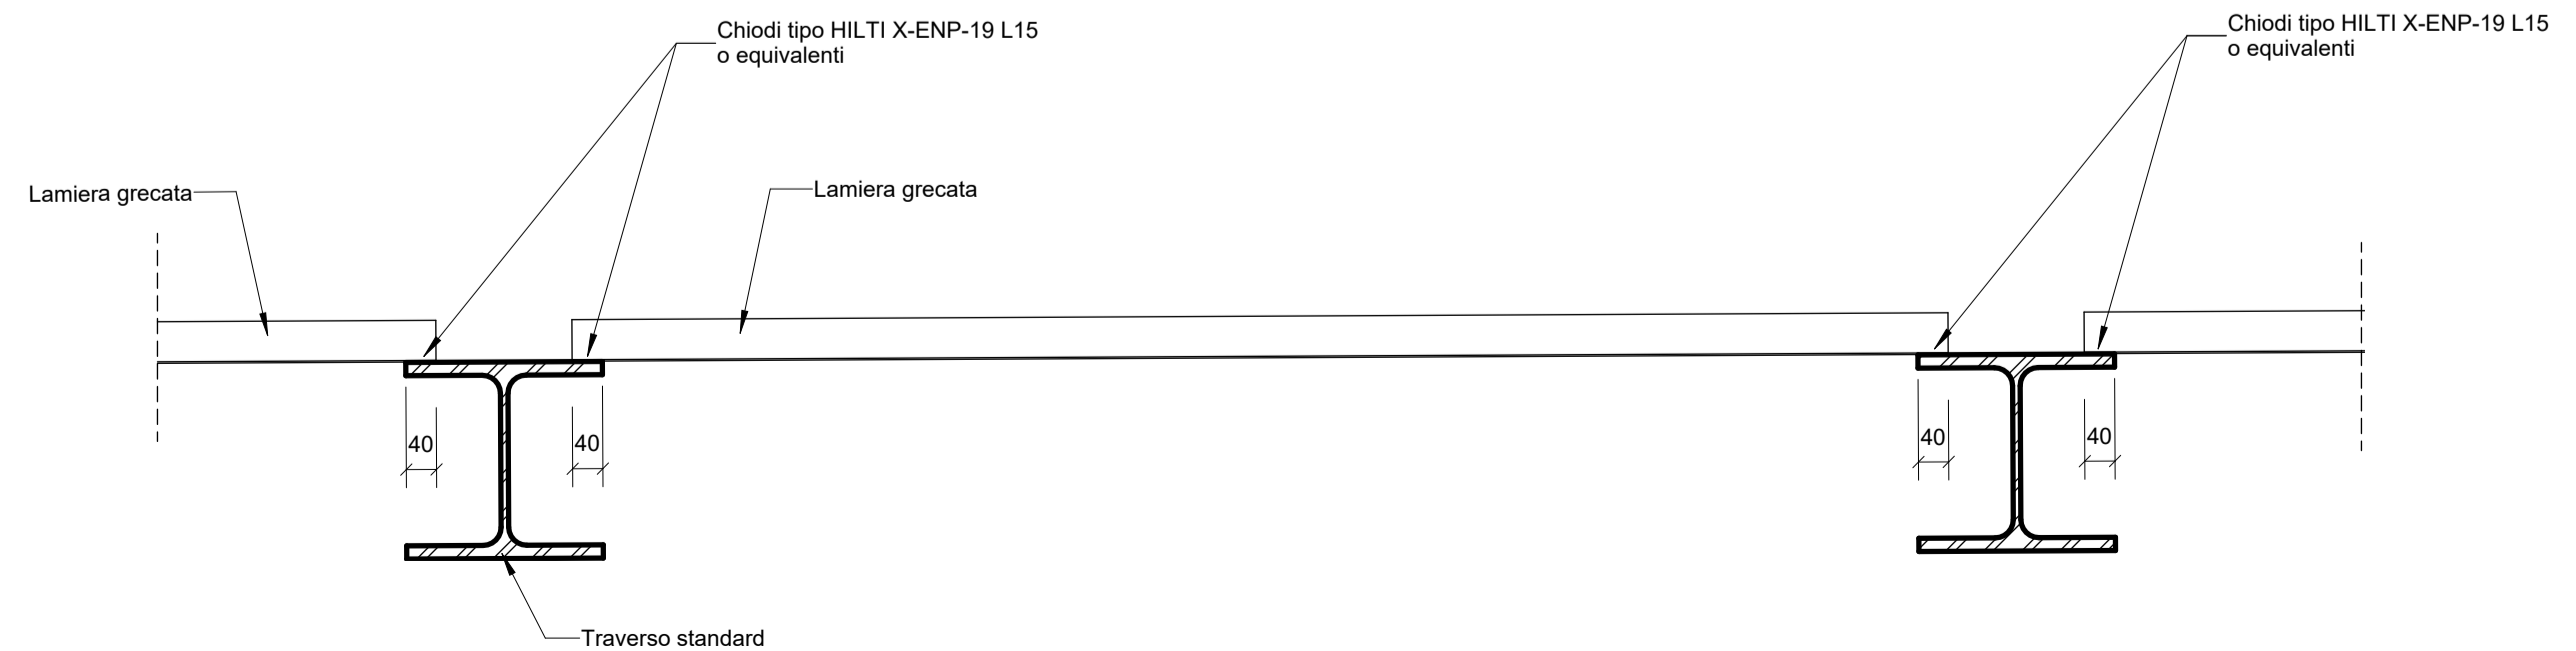 Chiodi tipo HILTI X-ENP-19 L15
o equivalenti
Chiodi tipo HILTI X-ENP-19 L15
o equivalenti
Lamiera grecata
Lamiera grecata
40
40
40
40
Traverso standard